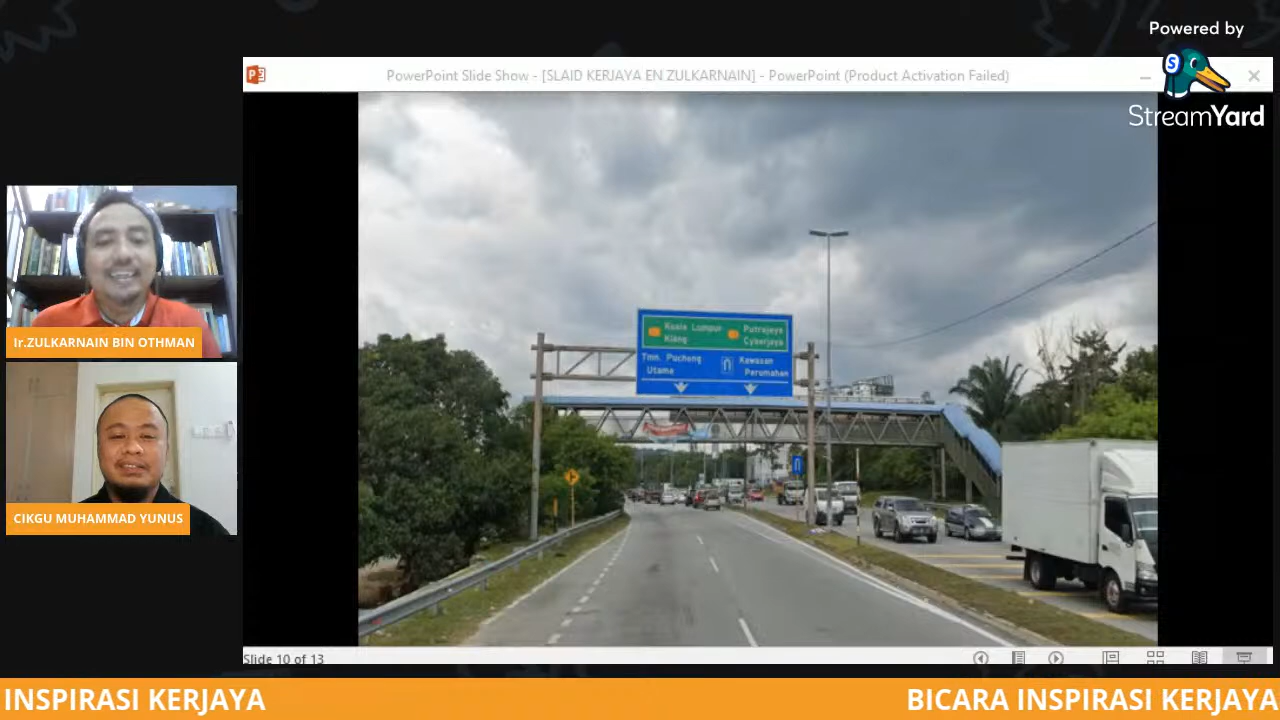 Powered by
StreamYard
PowerPoint Slide Show - [SLAID KERJAYA EN ZULKARNAIN] - PowerPoint (Product Activation Failed)
Kuala Lumpur
Klang
Putrajaya
Cyberjaya
Tmn. Puchong
Utama
Kawasan
Perumahan
Ir.ZULKARNAIN BIN OTHMAN
CIKGU MUHAMMAD YUNUS
Slide 10 of 13
INSPIRASI KERJAYA
BICARA INSPIRASI KERJAYA